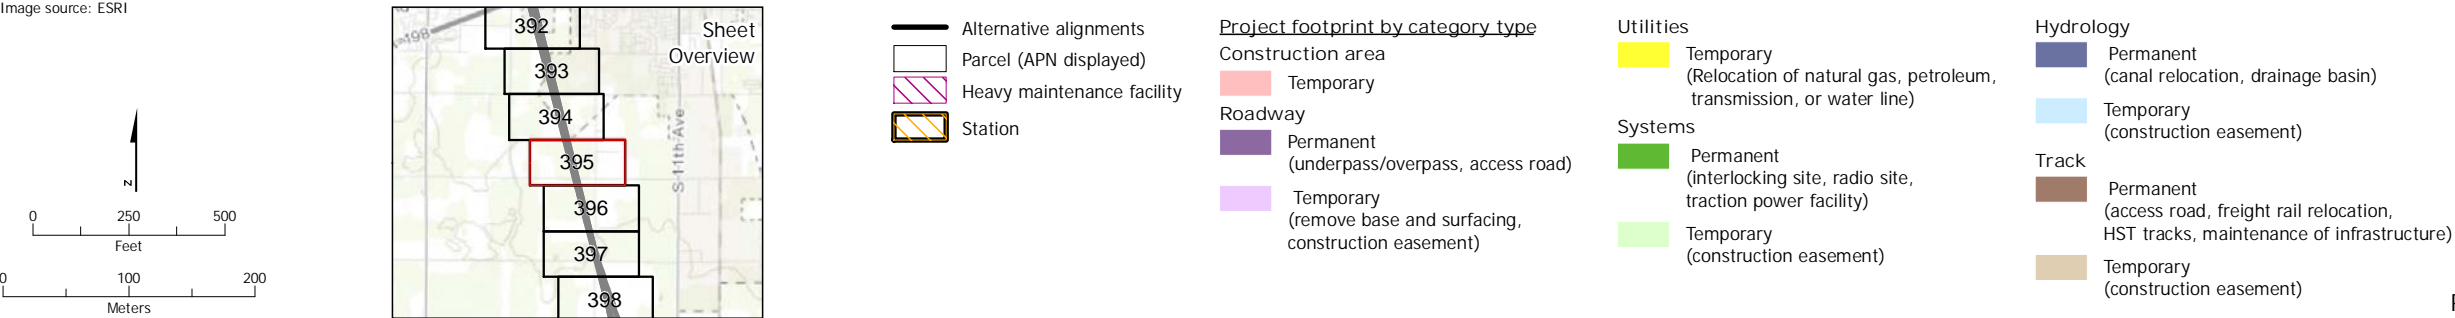 Image source: ESRI
N
0 250 500
Feet
0 100 200
Meters
Sheet
Overview
-198
S 11th Ave
392
393
394
395
396
397
398
Alternative alignments
Parcel (APN displayed)
Heavy maintenance facility
Station
Project footprint by category type
Construction area
Temporary
Roadway
Permanent
(underpass/overpass, access road)
Temporary
(remove base and surfacing,
construction easement)
Utilities
Temporary
(Relocation of natural gas, petroleum,
transmission, or water line)
Systems
Permanent
(interlocking site, radio site,
traction power facility)
Temporary
(construction easement)
Hydrology
Permanent
(canal relocation, drainage basin)
Temporary
(construction easement)
Track
Permanent
(access road, freight rail relocation,
HST tracks, maintenance of infrastructure)
Temporary
(construction easement)